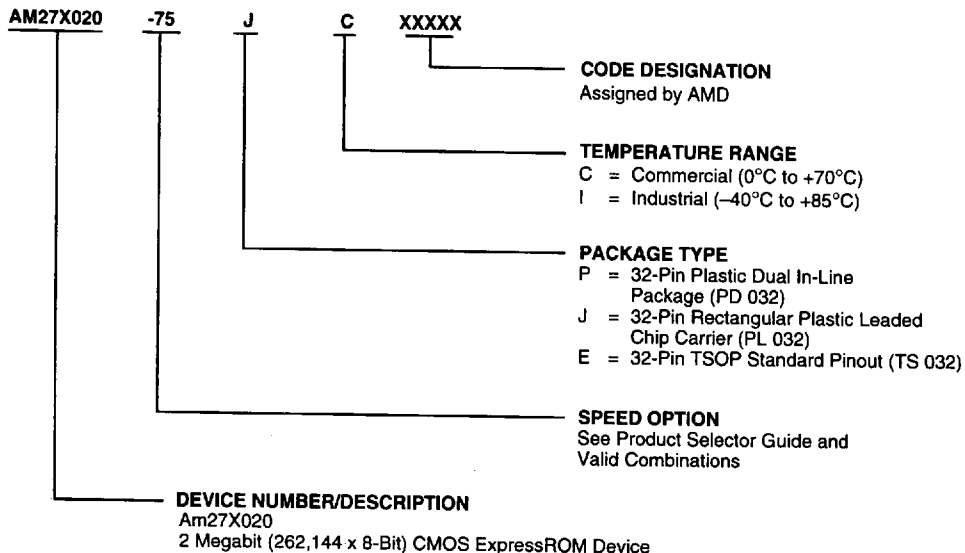 AM27X020 -75 J C XXXXX
CODE DESIGNATION
Assigned by AMD
TEMPERATURE RANGE
C = Commercial (0°C to +70°C)
I = Industrial (–40°C to +85°C)
PACKAGE TYPE
P = 32-Pin Plastic Dual In-Line
Package (PD 032)
J = 32-Pin Rectangular Plastic Leaded
Chip Carrier (PL 032)
E = 32-Pin TSOP Standard Pinout (TS 032)
SPEED OPTION
See Product Selector Guide and
Valid Combinations
DEVICE NUMBER/DESCRIPTION
Am27X020
2 Megabit (262,144 x 8-Bit) CMOS ExpressROM Device